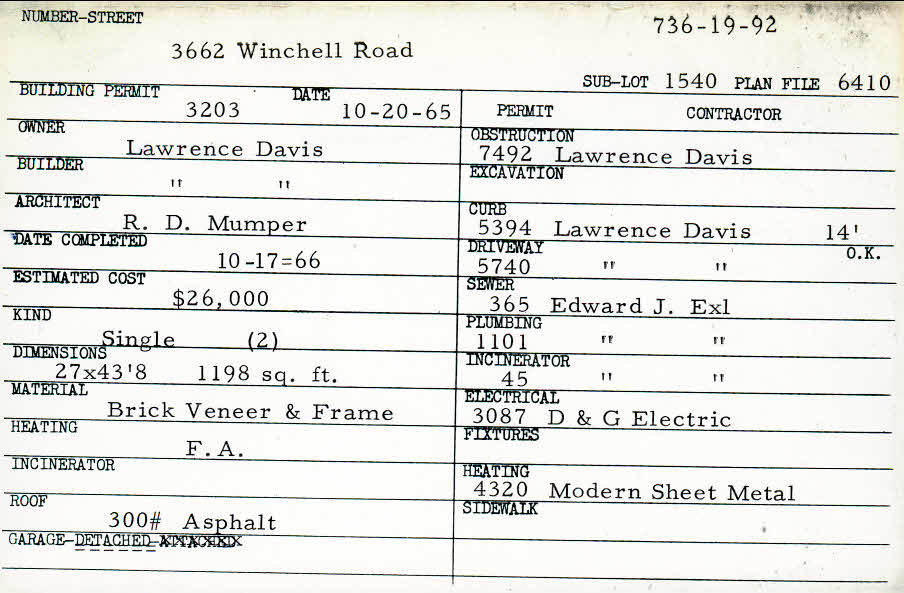 NUMBER-STREET
736-19-92
3662 Winchell Road
SUB-LOT 1540 PLAN FILE 6410
BUILDING PERMIT DATE
3203 10-20-65
PERMIT CONTRACTOR
OWNER
Lawrence Davis
OBSTRUCTION
7492 Lawrence Davis
BUILDER
" "
EXCAVATION
ARCHITECT
R. D. Mumper
CURB
5394 Lawrence Davis 14'
DATE COMPLETED
10-17=66
DRIVEWAY O.K.
5740 " "
ESTIMATED COST
$26,000
SEWER
365 Edward J. Exl
KIND
Single (2)
PLUMBING
1101 " "
DIMENSIONS
27x43'8 1198 sq. ft.
INCINERATOR
45 " "
MATERIAL
Brick Veneer & Frame
ELECTRICAL
3087 D & G Electric
HEATING
F.A.
FIXTURES
INCINERATOR
HEATING
4320 Modern Sheet Metal
ROOF
300# Asphalt
SIDEWALK
GARAGE-DETACHED-ATTACHED